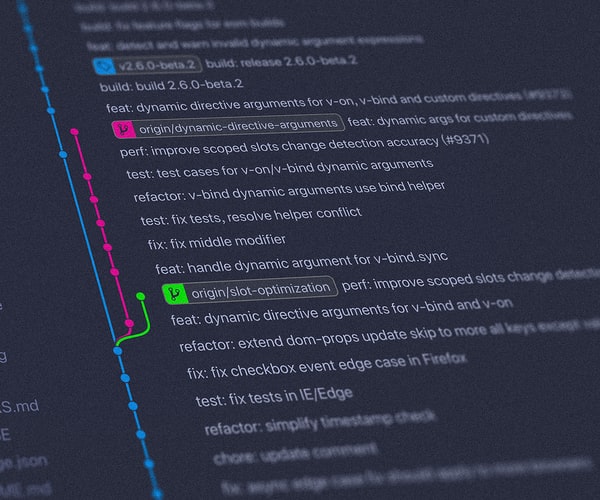 build: build 2.6.0-beta.3
build: fix feature flags for esm builds
feat: detect and warn invalid dynamic argument expressions
v2.6.0-beta.2 build: release 2.6.0-beta.2
build: build 2.6.0-beta.2
feat: dynamic directive arguments for v-on, v-bind and custom directives (#9373)
origin/dynamic-directive-arguments feat: dynamic args for custom directives
perf: improve scoped slots change detection accuracy (#9371)
test: test cases for v-on/v-bind dynamic arguments
refactor: v-bind dynamic arguments use bind helper
test: fix tests, resolve helper conflict
fix: fix middle modifier
feat: handle dynamic argument for v-bind.sync
origin/slot-optimization perf: improve scoped slots change detection
feat: dynamic directive arguments for v-bind and v-on
refactor: extend dom-props update skip to more all keys except
fix: fix checkbox event edge case in Firefox
test: fix tests in IE/Edge
refactor: simplify timestamp check
chore: update comment
fix: async edge case fix should apply to more browsers
g
S.md
E
ge.json
ME.md